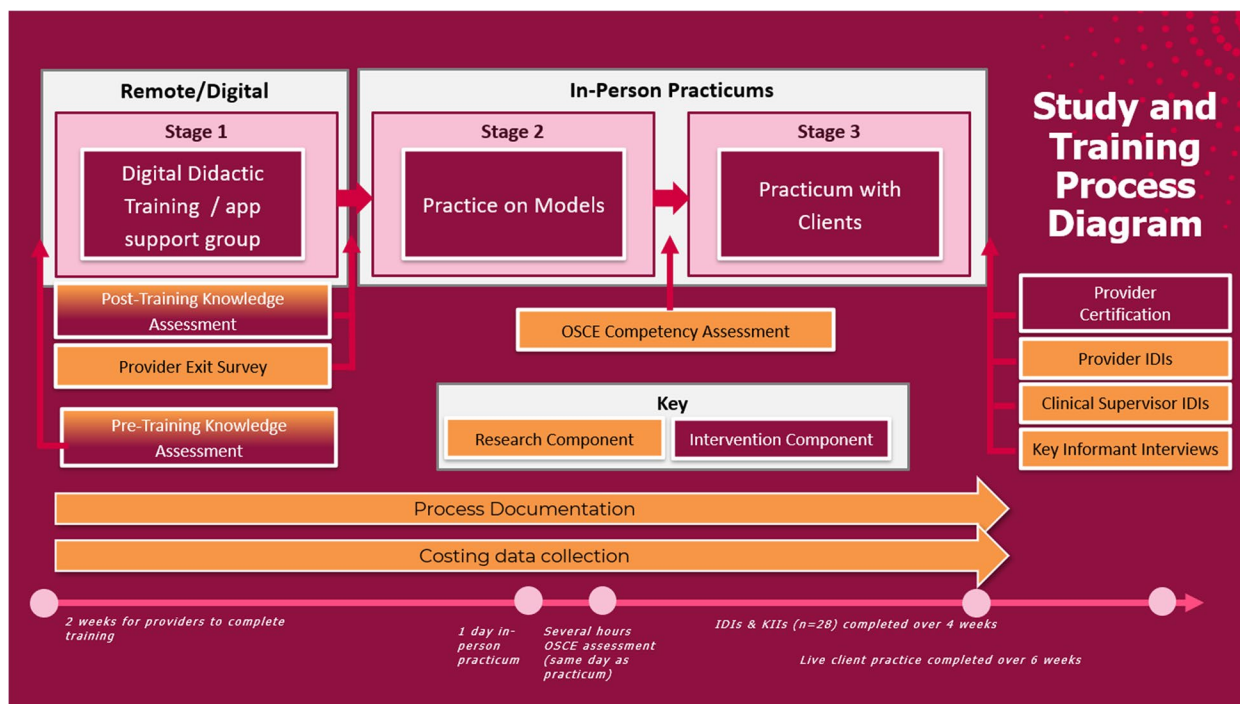 Study and
Training
Process
Diagram
Remote/Digital
Stage 1
Digital Didactic
Training / app
support group
In-Person Practicums
Stage 2
Practice on Models
Stage 3
Practicum with
Clients
Post-Training Knowledge
Assessment
Provider Exit Survey
Pre-Training Knowledge
Assessment
OSCE Competency Assessment
Provider
Certification
Provider IDIs
Clinical Supervisor IDIs
Key Informant Interviews
Key
Research Component
Intervention Component
Process Documentation
Costing data collection
2 weeks for providers to complete
training
1 day in-
person
practicum
Several hours
OSCE assessment
(same day as
practicum)
IDIs & KIIs (n=28) completed over 4 weeks
Live client practice completed over 6 weeks